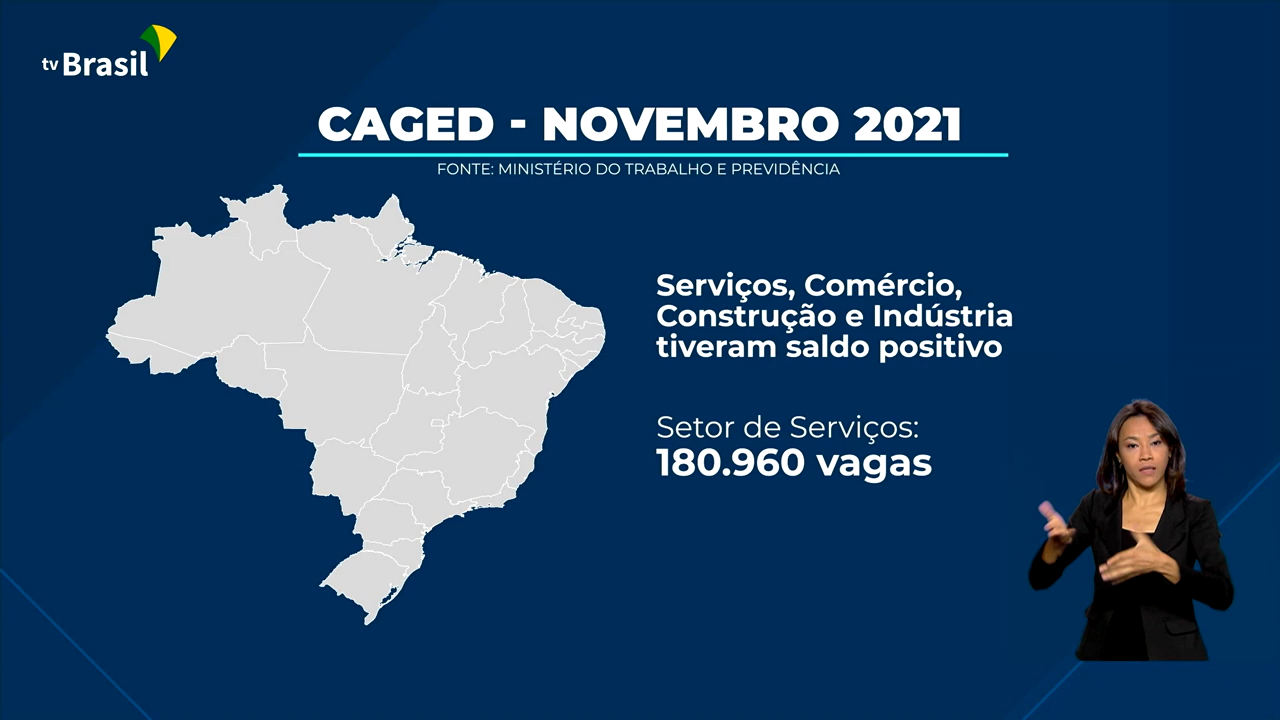 tv Brasil
CAGED - NOVEMBRO 2021
FONTE: MINISTÉRIO DO TRABALHO E PREVIDÊNCIA
Serviços, Comércio,
Construção e Indústria
tiveram saldo positivo
Setor de Serviços:
180.960 vagas